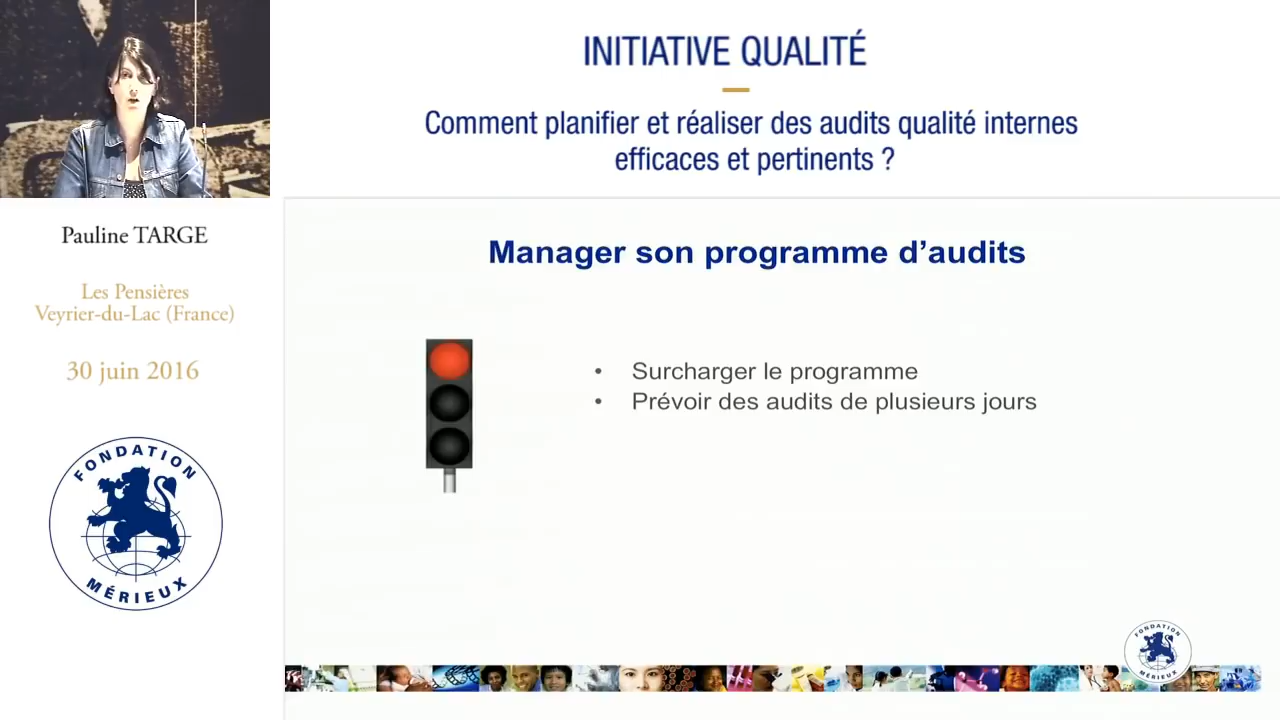 INITIATIVE QUALITÉ
Comment planifier et réaliser des audits qualité internes
efficaces et pertinents ?
Pauline TARGE
Les Pensières
Veyrier-du-Lac (France)
30 juin 2016
FONDATION
MÉRIEUX
Manager son programme d’audits
• Surcharger le programme
• Prévoir des audits de plusieurs jours
FONDATION
MÉRIEUX